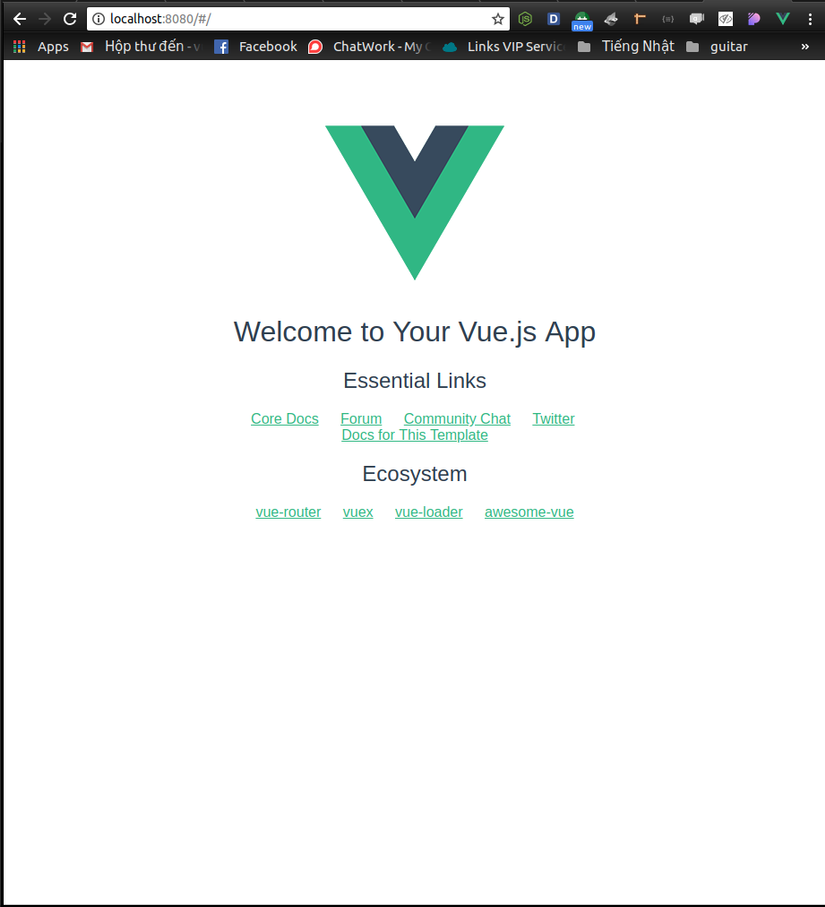 localhost:8080/#/
new
Apps Hộp thư đến - Facebook ChatWork - My Links VIP Servic Tiếng Nhật guitar »
Welcome to Your Vue.js App
Essential Links
Core Docs Forum Community Chat Twitter
Docs for This Template
Ecosystem
vue-router vuex vue-loader awesome-vue